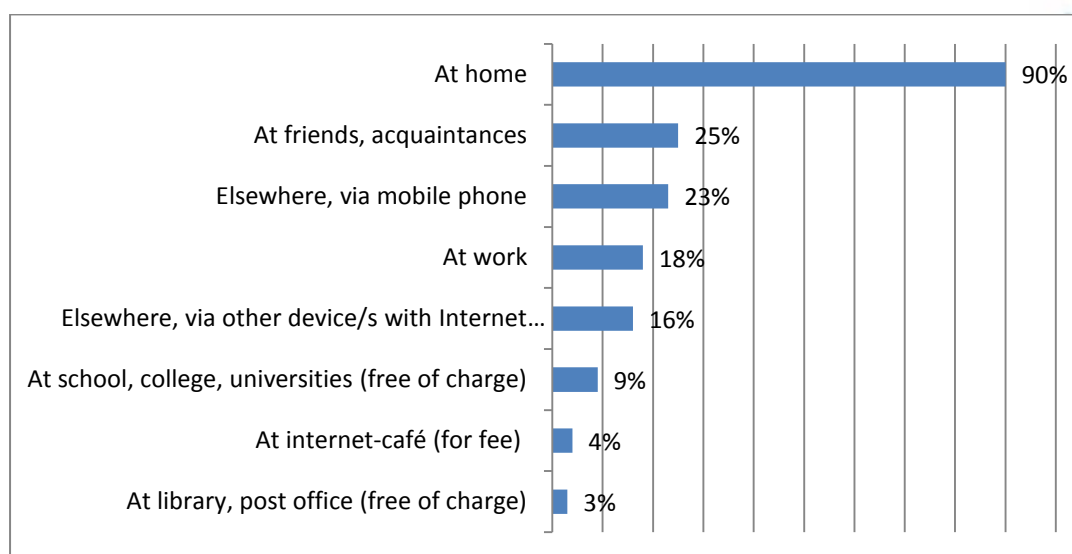 At home 90%
At friends, acquaintances 25%
Elsewhere, via mobile phone 23%
At work 18%
Elsewhere, via other device/s with Internet... 16%
At school, college, universities (free of charge) 9%
At internet-café (for fee) 4%
At library, post office (free of charge) 3%